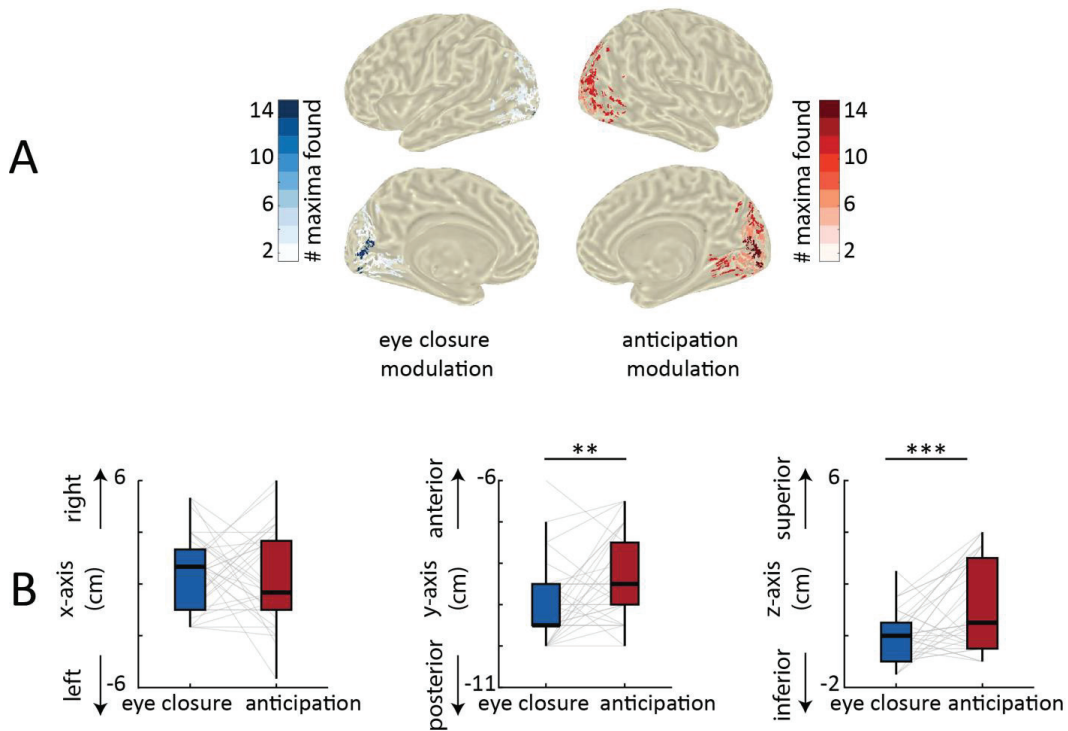 A
14
10
6
2
# maxima found
14
10
6
2
# maxima found
eye closure
modulation
anticipation
modulation
B
right
x-axis
(cm)
left
6
-6
eye closure
anticipation
anterior
y-axis
(cm)
posterior
-6
-11
**
eye closure
anticipation
superior
z-axis
(cm)
inferior
6
-2
***
eye closure
anticipation